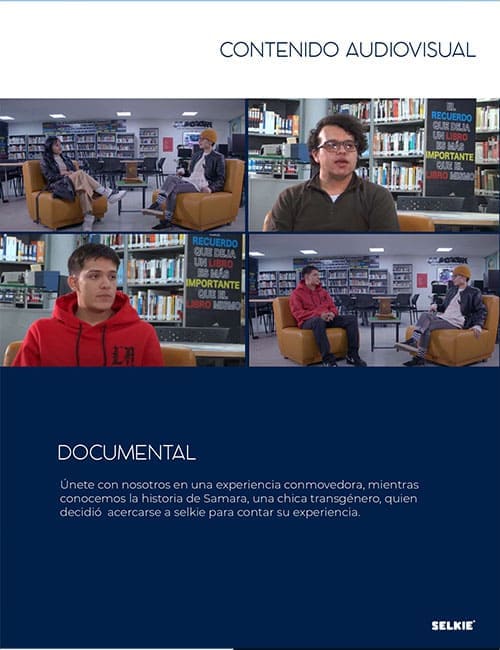 CONTENIDO AUDIOVISUAL
EL
RECUERDO
QUE DEJA
UN LIBRO
ES MÁS
IMPORTANTE
QUE EL
LIBRO MISMO
RECUERDO
QUE DEJA
UN LIBRO
ES MÁS
IMPORTANTE
QUE EL
LIBRO MISMO
LA
DOCUMENTAL
Únete con nosotros en una experiencia conmovedora, mientras
conocemos la historia de Samara, una chica transgénero, quien
decidió acercarse a selkie para contar su experiencia.
SELKIE